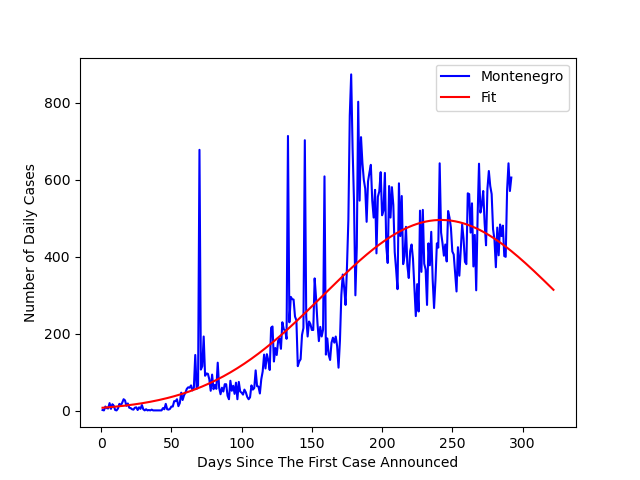 Montenegro
Fit
800
600
400
200
0
Number of Daily Cases
0 50 100 150 200 250 300
Days Since The First Case Announced